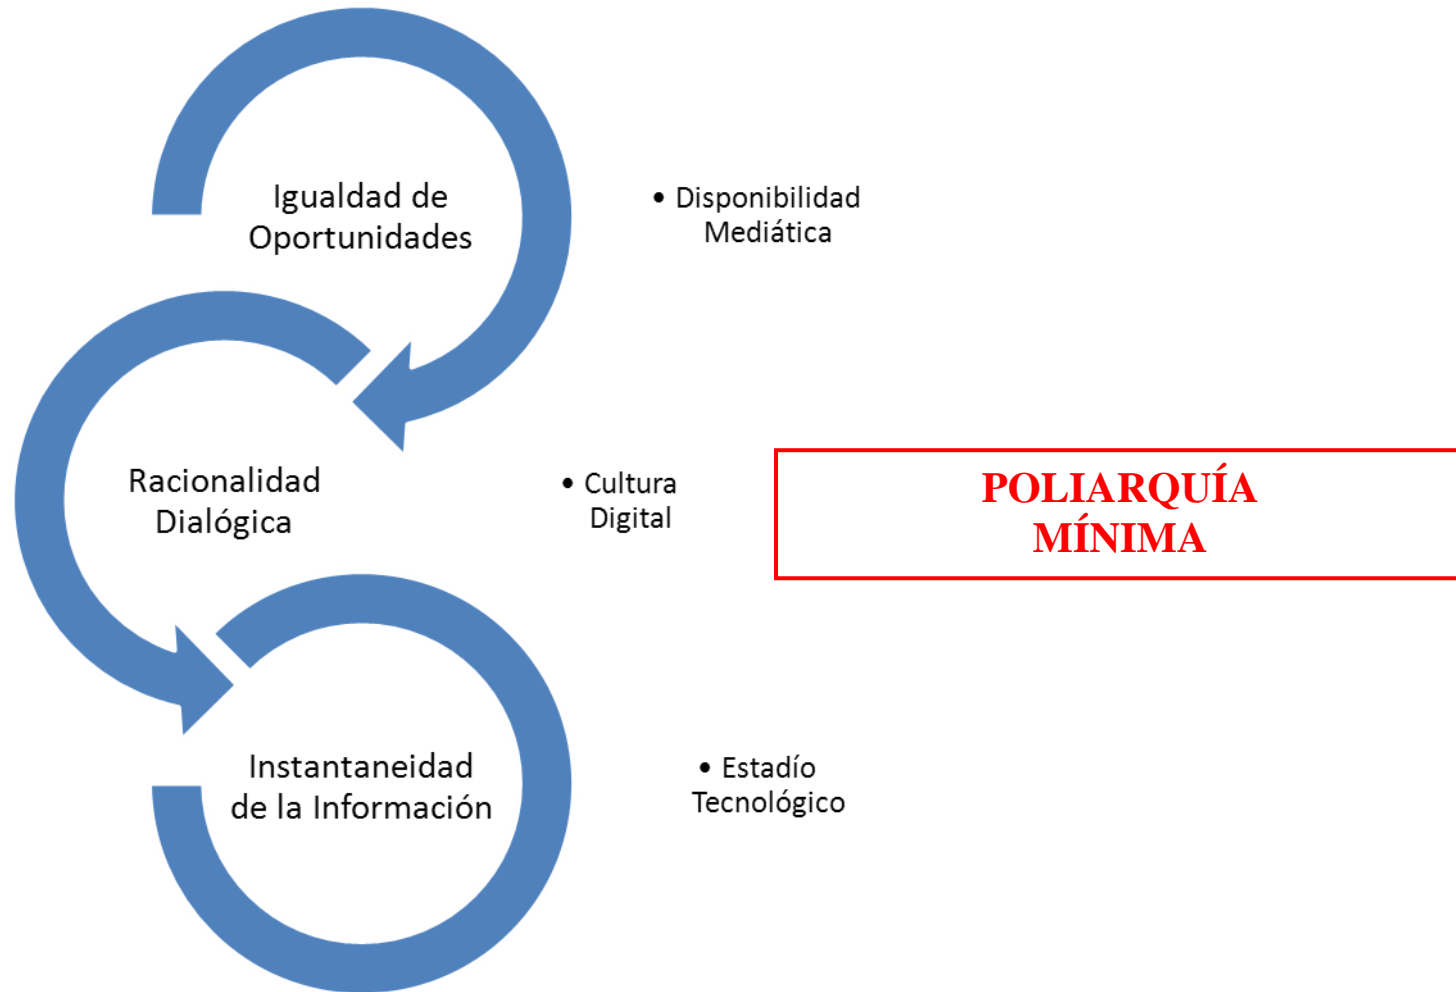 Igualdad de
Oportunidades
• Disponibilidad
Mediática
Racionalidad
Dialógica
• Cultura
Digital
POLIARQUÍA
MÍNIMA
Instantaneidad
de la Información
• Estadío
Tecnológico